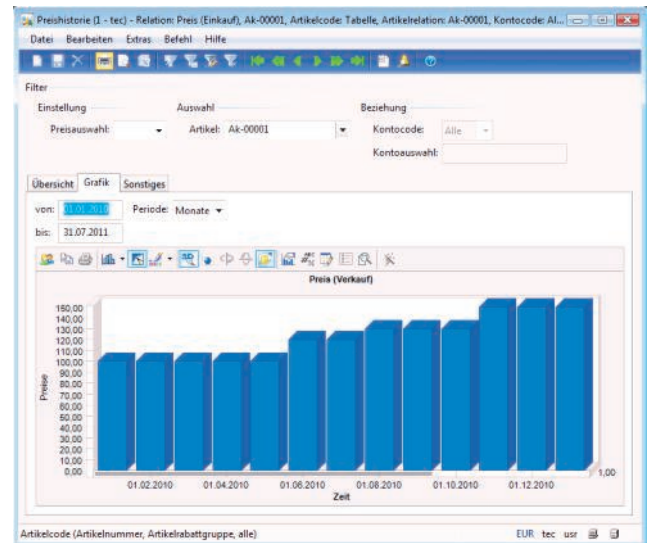 Preishistorie (1 - tec) - Relation: Preis (Einkauf), Ak-00001, Artikelcode: Tabelle, Artikelrelation: Ak-00001, Kontocode: Al...
Datei Bearbeiten Extras Befehl Hilfe
Filter
Einstellung Auswahl Beziehung
Preisauswahl: Artikel: Ak-00001 Kontocode: Alle
Kontoauswahl:
Übersicht Grafik Sonstiges
von: 01.01.2010 Periode: Monate
bis: 31.07.2011
3D
Preis (Verkauf)
150,00
140,00
130,00
120,00
110,00
100,00
90,00
80,00
70,00
60,00
50,00
40,00
30,00
20,00
10,00
0,00
Preise
1,00
01.02.2010 01.04.2010 01.06.2010 01.08.2010 01.10.2010 01.12.2010
Zeit
Artikelcode (Artikelnummer, Artikelrabattgruppe, alle) EUR tec usr